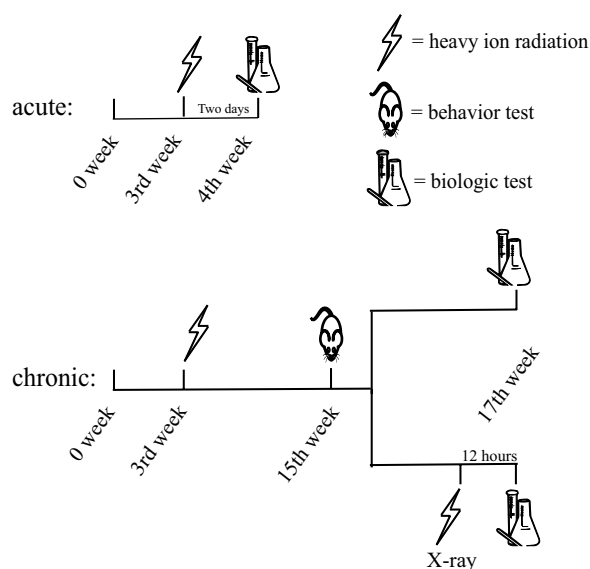 = heavy ion radiation
acute:
Two days
0 week
3rd week
4th week
= behavior test
= biologic test
chronic:
0 week
3rd week
15th week
17th week
12 hours
X-ray